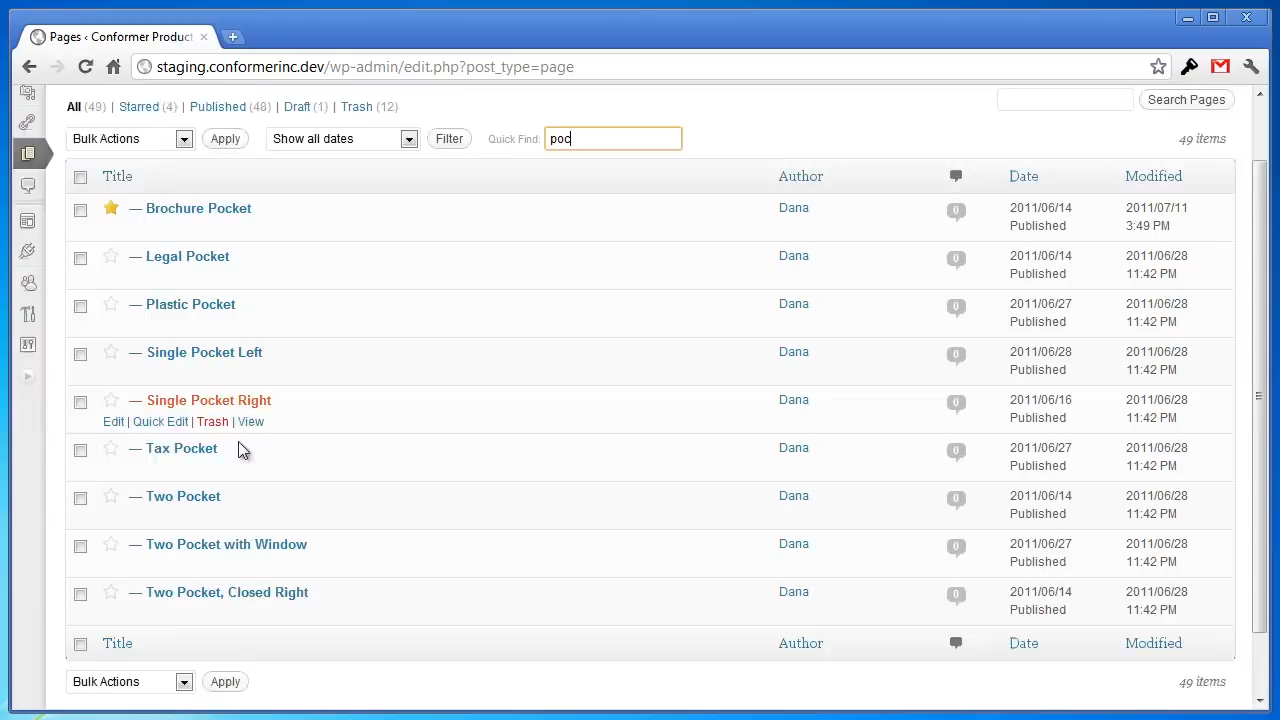 Pages ‹ Conformer Product
staging.conformerinc.dev/wp-admin/edit.php?post_type=page
All (49) | Starred (4) | Published (48) | Draft (1) | Trash (12)
Search Pages
Bulk Actions Apply Show all dates Filter Quick Find: poc 49 items
Title Author Date Modified
— Brochure Pocket Dana 0 2011/06/14 2011/07/11
Published 3:49 PM
— Legal Pocket Dana 0 2011/06/14 2011/06/28
Published 11:42 PM
— Plastic Pocket Dana 0 2011/06/27 2011/06/28
Published 11:42 PM
— Single Pocket Left Dana 0 2011/06/28 2011/06/28
Published 11:42 PM
— Single Pocket Right Dana 0 2011/06/16 2011/06/28
Edit | Quick Edit | Trash | View Published 11:42 PM
— Tax Pocket Dana 0 2011/06/27 2011/06/28
Published 11:42 PM
— Two Pocket Dana 0 2011/06/14 2011/06/28
Published 11:42 PM
— Two Pocket with Window Dana 0 2011/06/27 2011/06/28
Published 11:42 PM
— Two Pocket, Closed Right Dana 0 2011/06/14 2011/06/28
Published 11:42 PM
Title Author Date Modified
Bulk Actions Apply 49 items